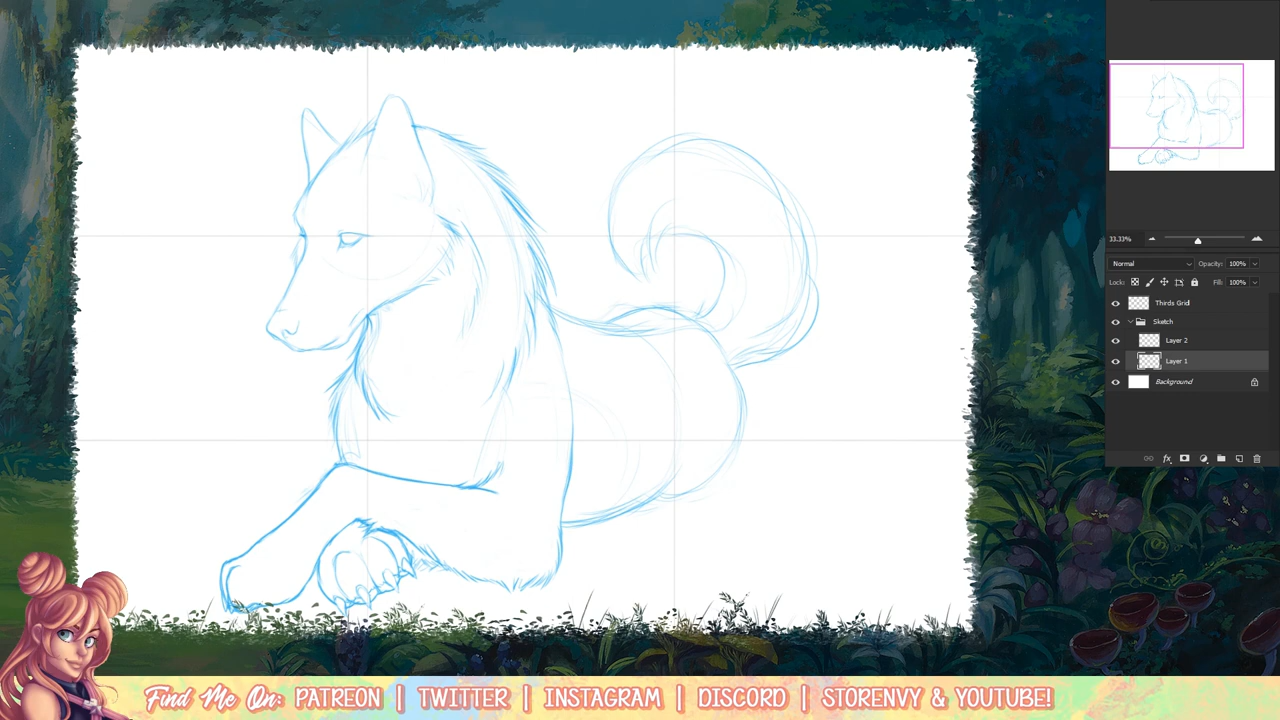 33.33%
Normal
Opacity: 100%
Lock:
Fill: 100%
Thirds Grid
Sketch
Layer 2
Layer 1
Background
fx
Find Me On: PATREON | TWITTER | INSTAGRAM | DISCORD | STORENVY & YOUTUBE!